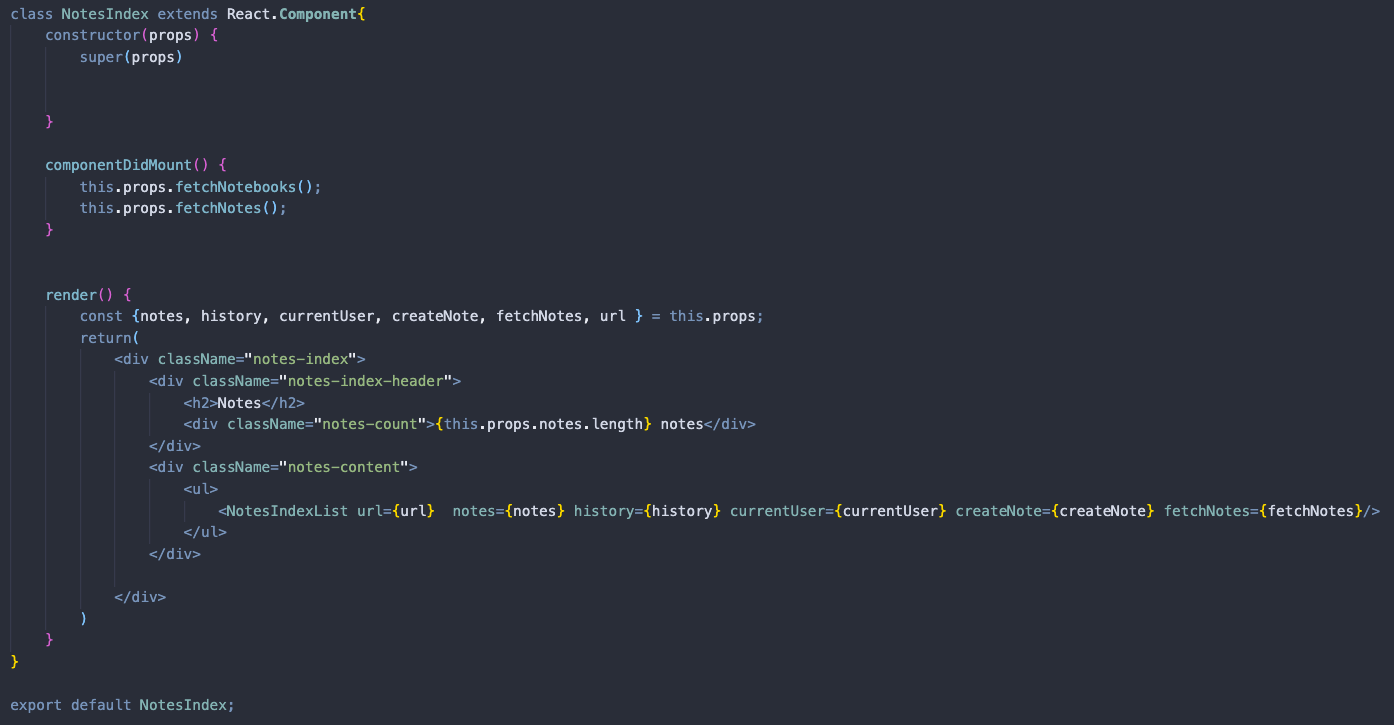 class NotesIndex extends React.Component{
    constructor(props) {
        super(props)
    }
    componentDidMount() {
        this.props.fetchNotebooks();
        this.props.fetchNotes();
    }
    render() {
        const {notes, history, currentUser, createNote, fetchNotes, url } = this.props;
        return(
            <div className="notes-index">
                <div className="notes-index-header">
                    <h2>Notes</h2>
                    <div className="notes-count">{this.props.notes.length} notes</div>
                </div>
                <div className="notes-content">
                    <ul>
                        <NotesIndexList url={url}  notes={notes} history={history} currentUser={currentUser} createNote={createNote} fetchNotes={fetchNotes}/>
                    </ul>
                </div>
            </div>
        )
    }
}
export default NotesIndex;